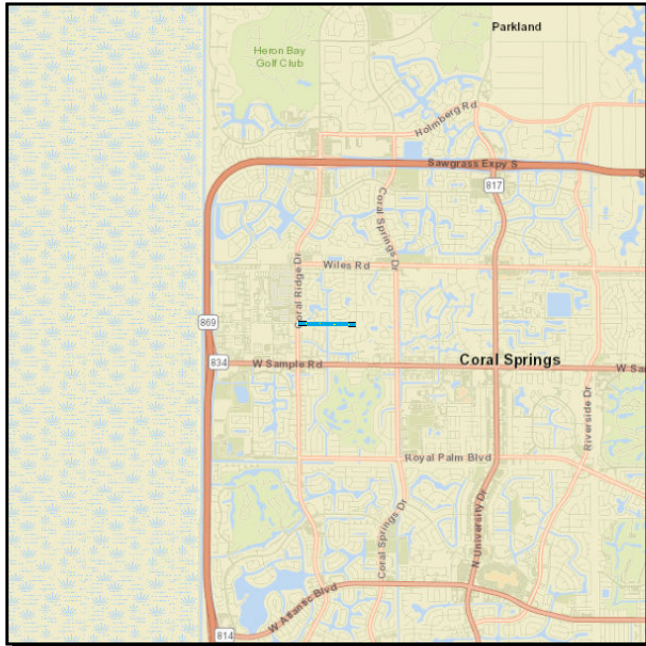 Parkland
Heron Bay
Golf Club
Holmberg Rd
Sawgrass Expy S
S
817
Coral Springs Dr
Coral Ridge Dr
Wiles Rd
869
834
W Sample Rd
Coral Springs
W Sa
Riverside Dr
Royal Palm Blvd
N University Dr
Coral Springs Dr
W Atlantic Blvd
814